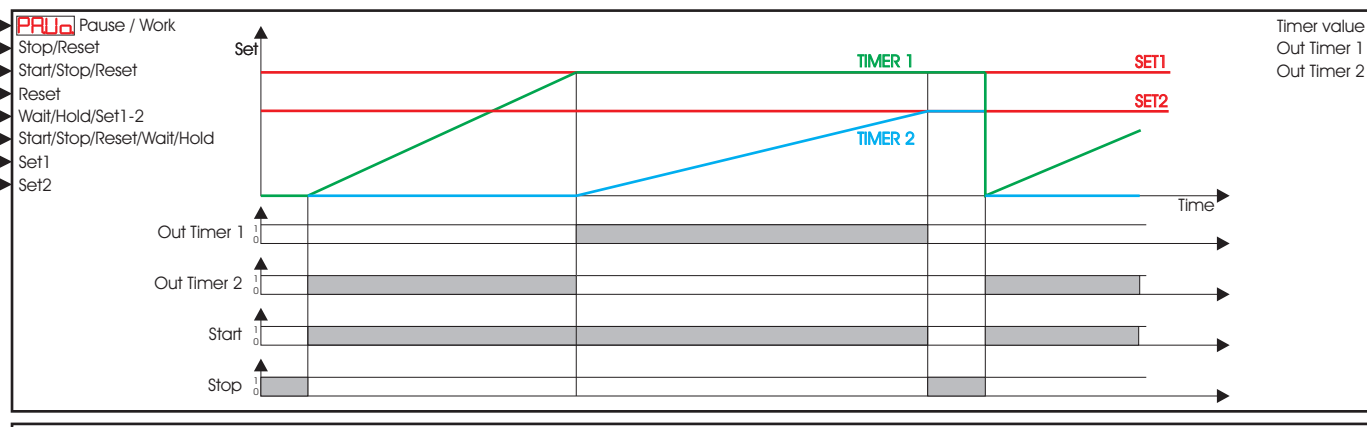 PAUo Pause / Work
Stop/Reset
Start/Stop/Reset
Reset
Wait/Hold/Set1-2
Start/Stop/Reset/Wait/Hold
Set1
Set2
Set
TIMER 1
SET1
SET2
TIMER 2
Time
Timer value
Out Timer 1
Out Timer 2
Out Timer 1
1
0
Out Timer 2
1
0
Start
1
0
Stop
1
0